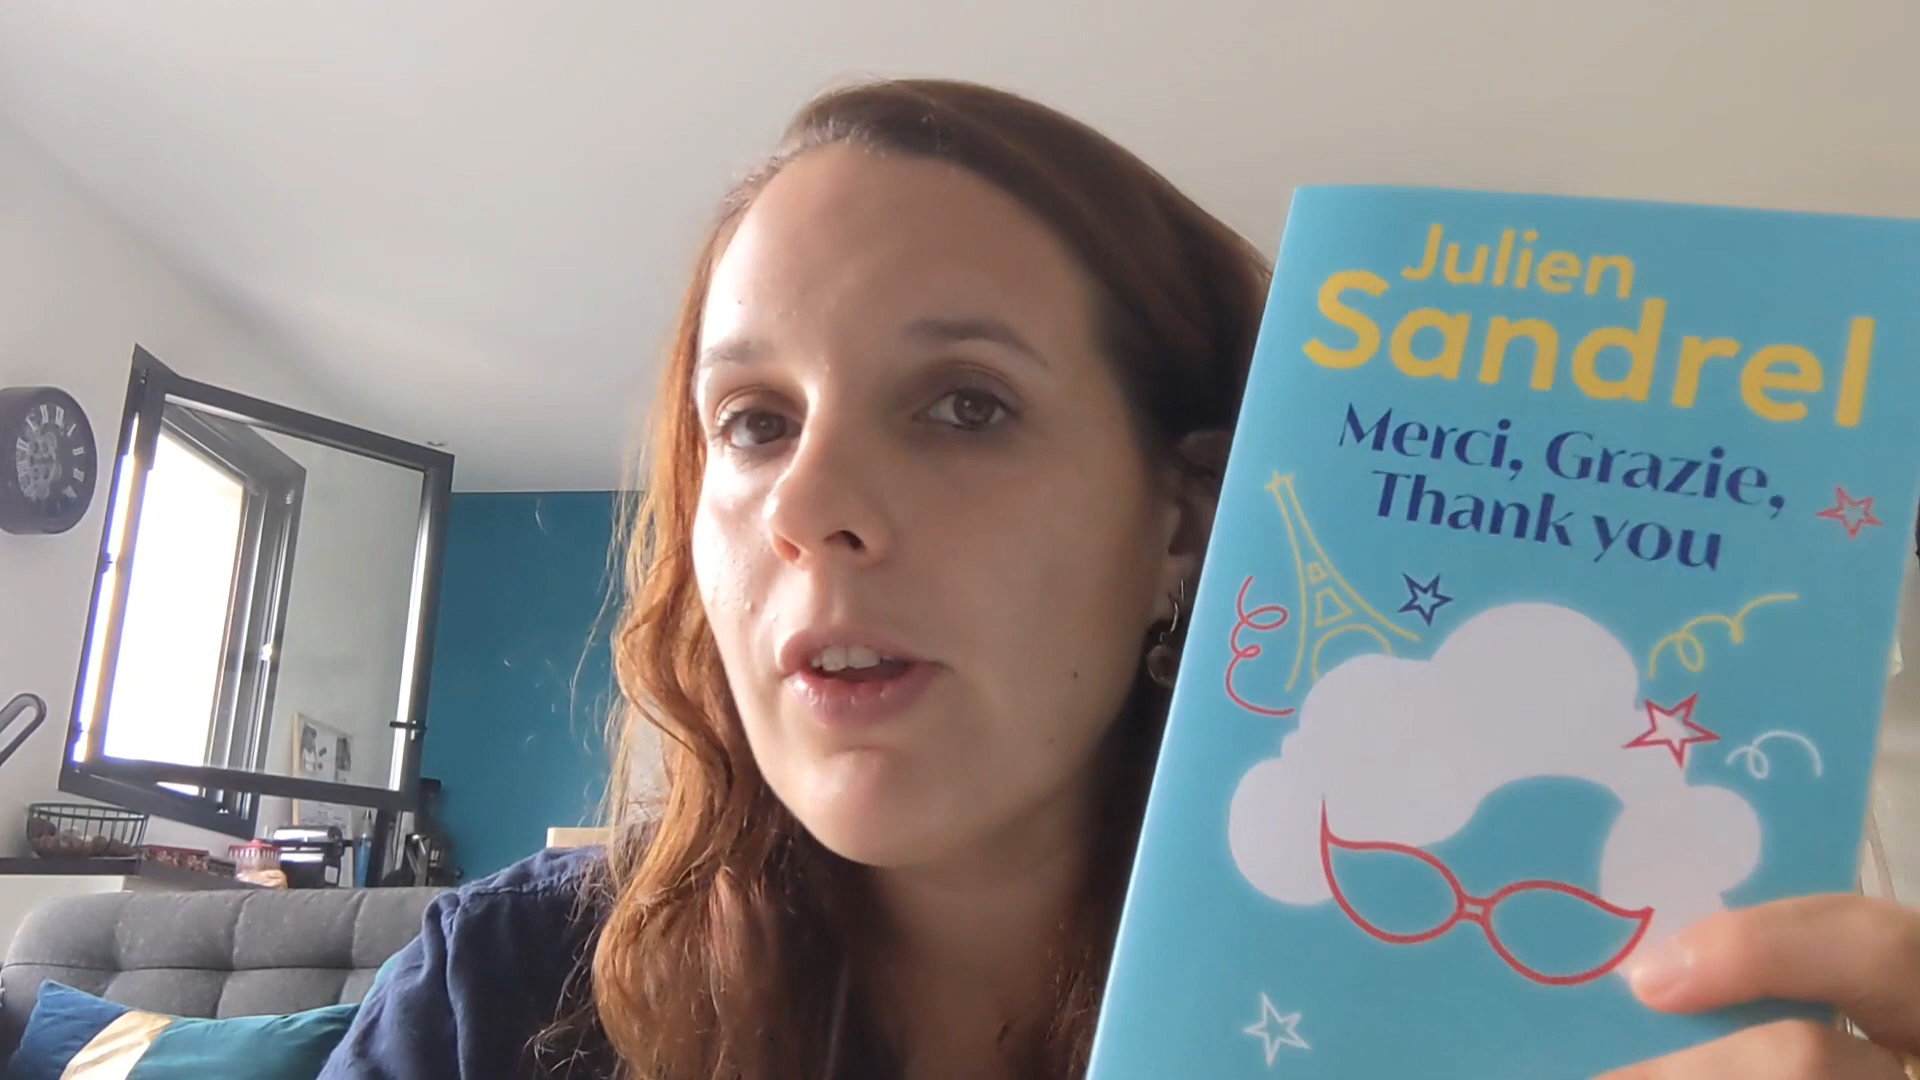 Julien
Sandrel
Merci, Grazie,
Thank you